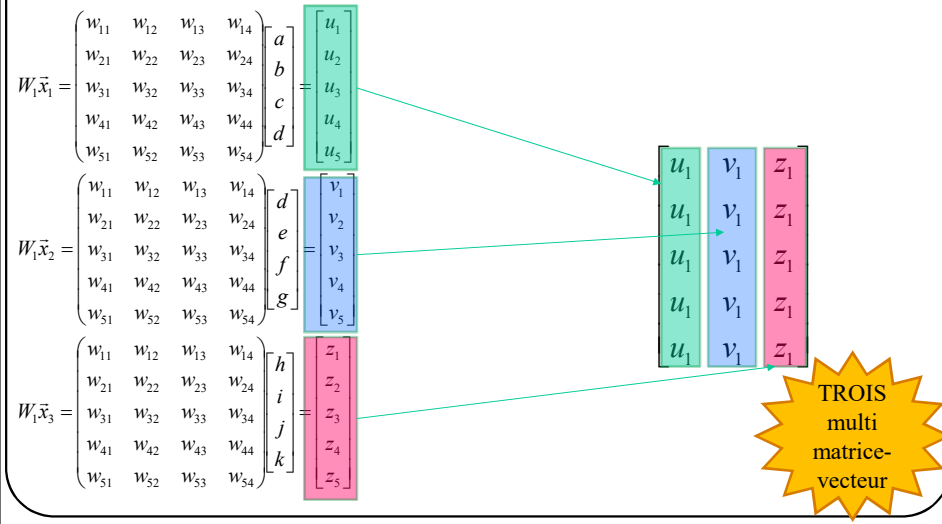 w₁₁ w₁₂ w₁₃ w₁₄ a u₁
w₂₁ w₂₂ w₂₃ w₂₄ b u₂
W₁x⃗₁ = w₃₁ w₃₂ w₃₃ w₃₄ = u₃
w₄₁ w₄₂ w₄₃ w₄₄ c u₄
w₅₁ w₅₂ w₅₃ w₅₄ d u₅
w₁₁ w₁₂ w₁₃ w₁₄ d v₁
w₂₁ w₂₂ w₂₃ w₂₄ e v₂
W₁x⃗₂ = w₃₁ w₃₂ w₃₃ w₃₄ = v₃
w₄₁ w₄₂ w₄₃ w₄₄ f v₄
w₅₁ w₅₂ w₅₃ w₅₄ g v₅
w₁₁ w₁₂ w₁₃ w₁₄ h z₁
w₂₁ w₂₂ w₂₃ w₂₄ i z₂
W₁x⃗₃ = w₃₁ w₃₂ w₃₃ w₃₄ = z₃
w₄₁ w₄₂ w₄₃ w₄₄ j z₄
w₅₁ w₅₂ w₅₃ w₅₄ k z₅
u₁ v₁ z₁
u₁ v₁ z₁
u₁ v₁ z₁
u₁ v₁ z₁
u₁ v₁ z₁
TROIS
multi
matrice-
vecteur